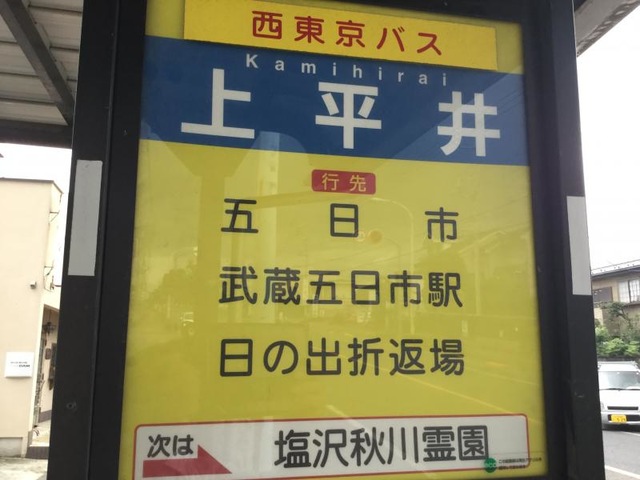 西東京バス
Kamihirai
上平井
行先
五日市
武蔵五日市駅
日の出折返場
次は 塩沢秋川霊園